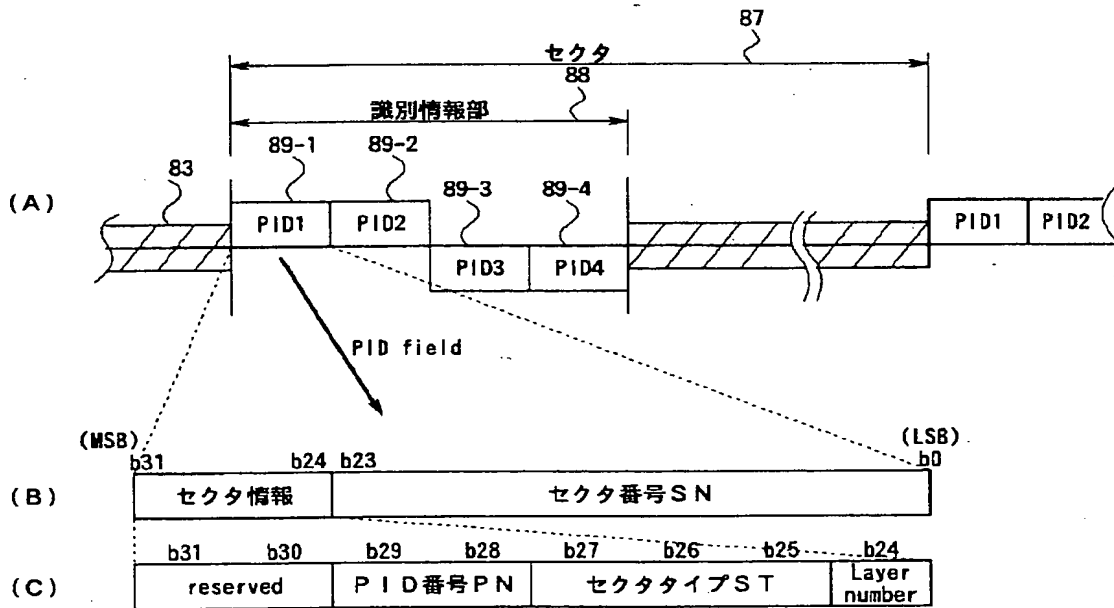 87
セクタ
88
識別情報部
89-1 89-2
83 89-3 89-4
(A)
PID1 PID2 PID1 PID2
PID3 PID4
PID field
(MSB) (LSB)
b31 b24 b23 b0
(B) セクタ情報 セクタ番号SN
b31 b30 b29 b28 b27 b26 b25 b24
(C) reserved PID番号PN セクタタイプST Layer
number